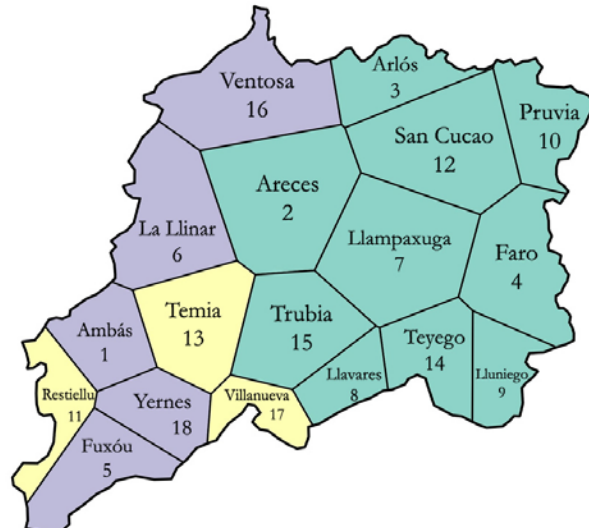 Arlós
3
Ventosa
16
Pruvia
10
San Cucao
12
Areces
2
La Llinar
6
Llampaxuga
7
Faro
4
Temia
13
Trubia
15
Ambás
1
Teyego
14
Llavares
8
Lluniego
9
Restiellu
11
Yernes
18
Villanueva
17
Fuxóu
5